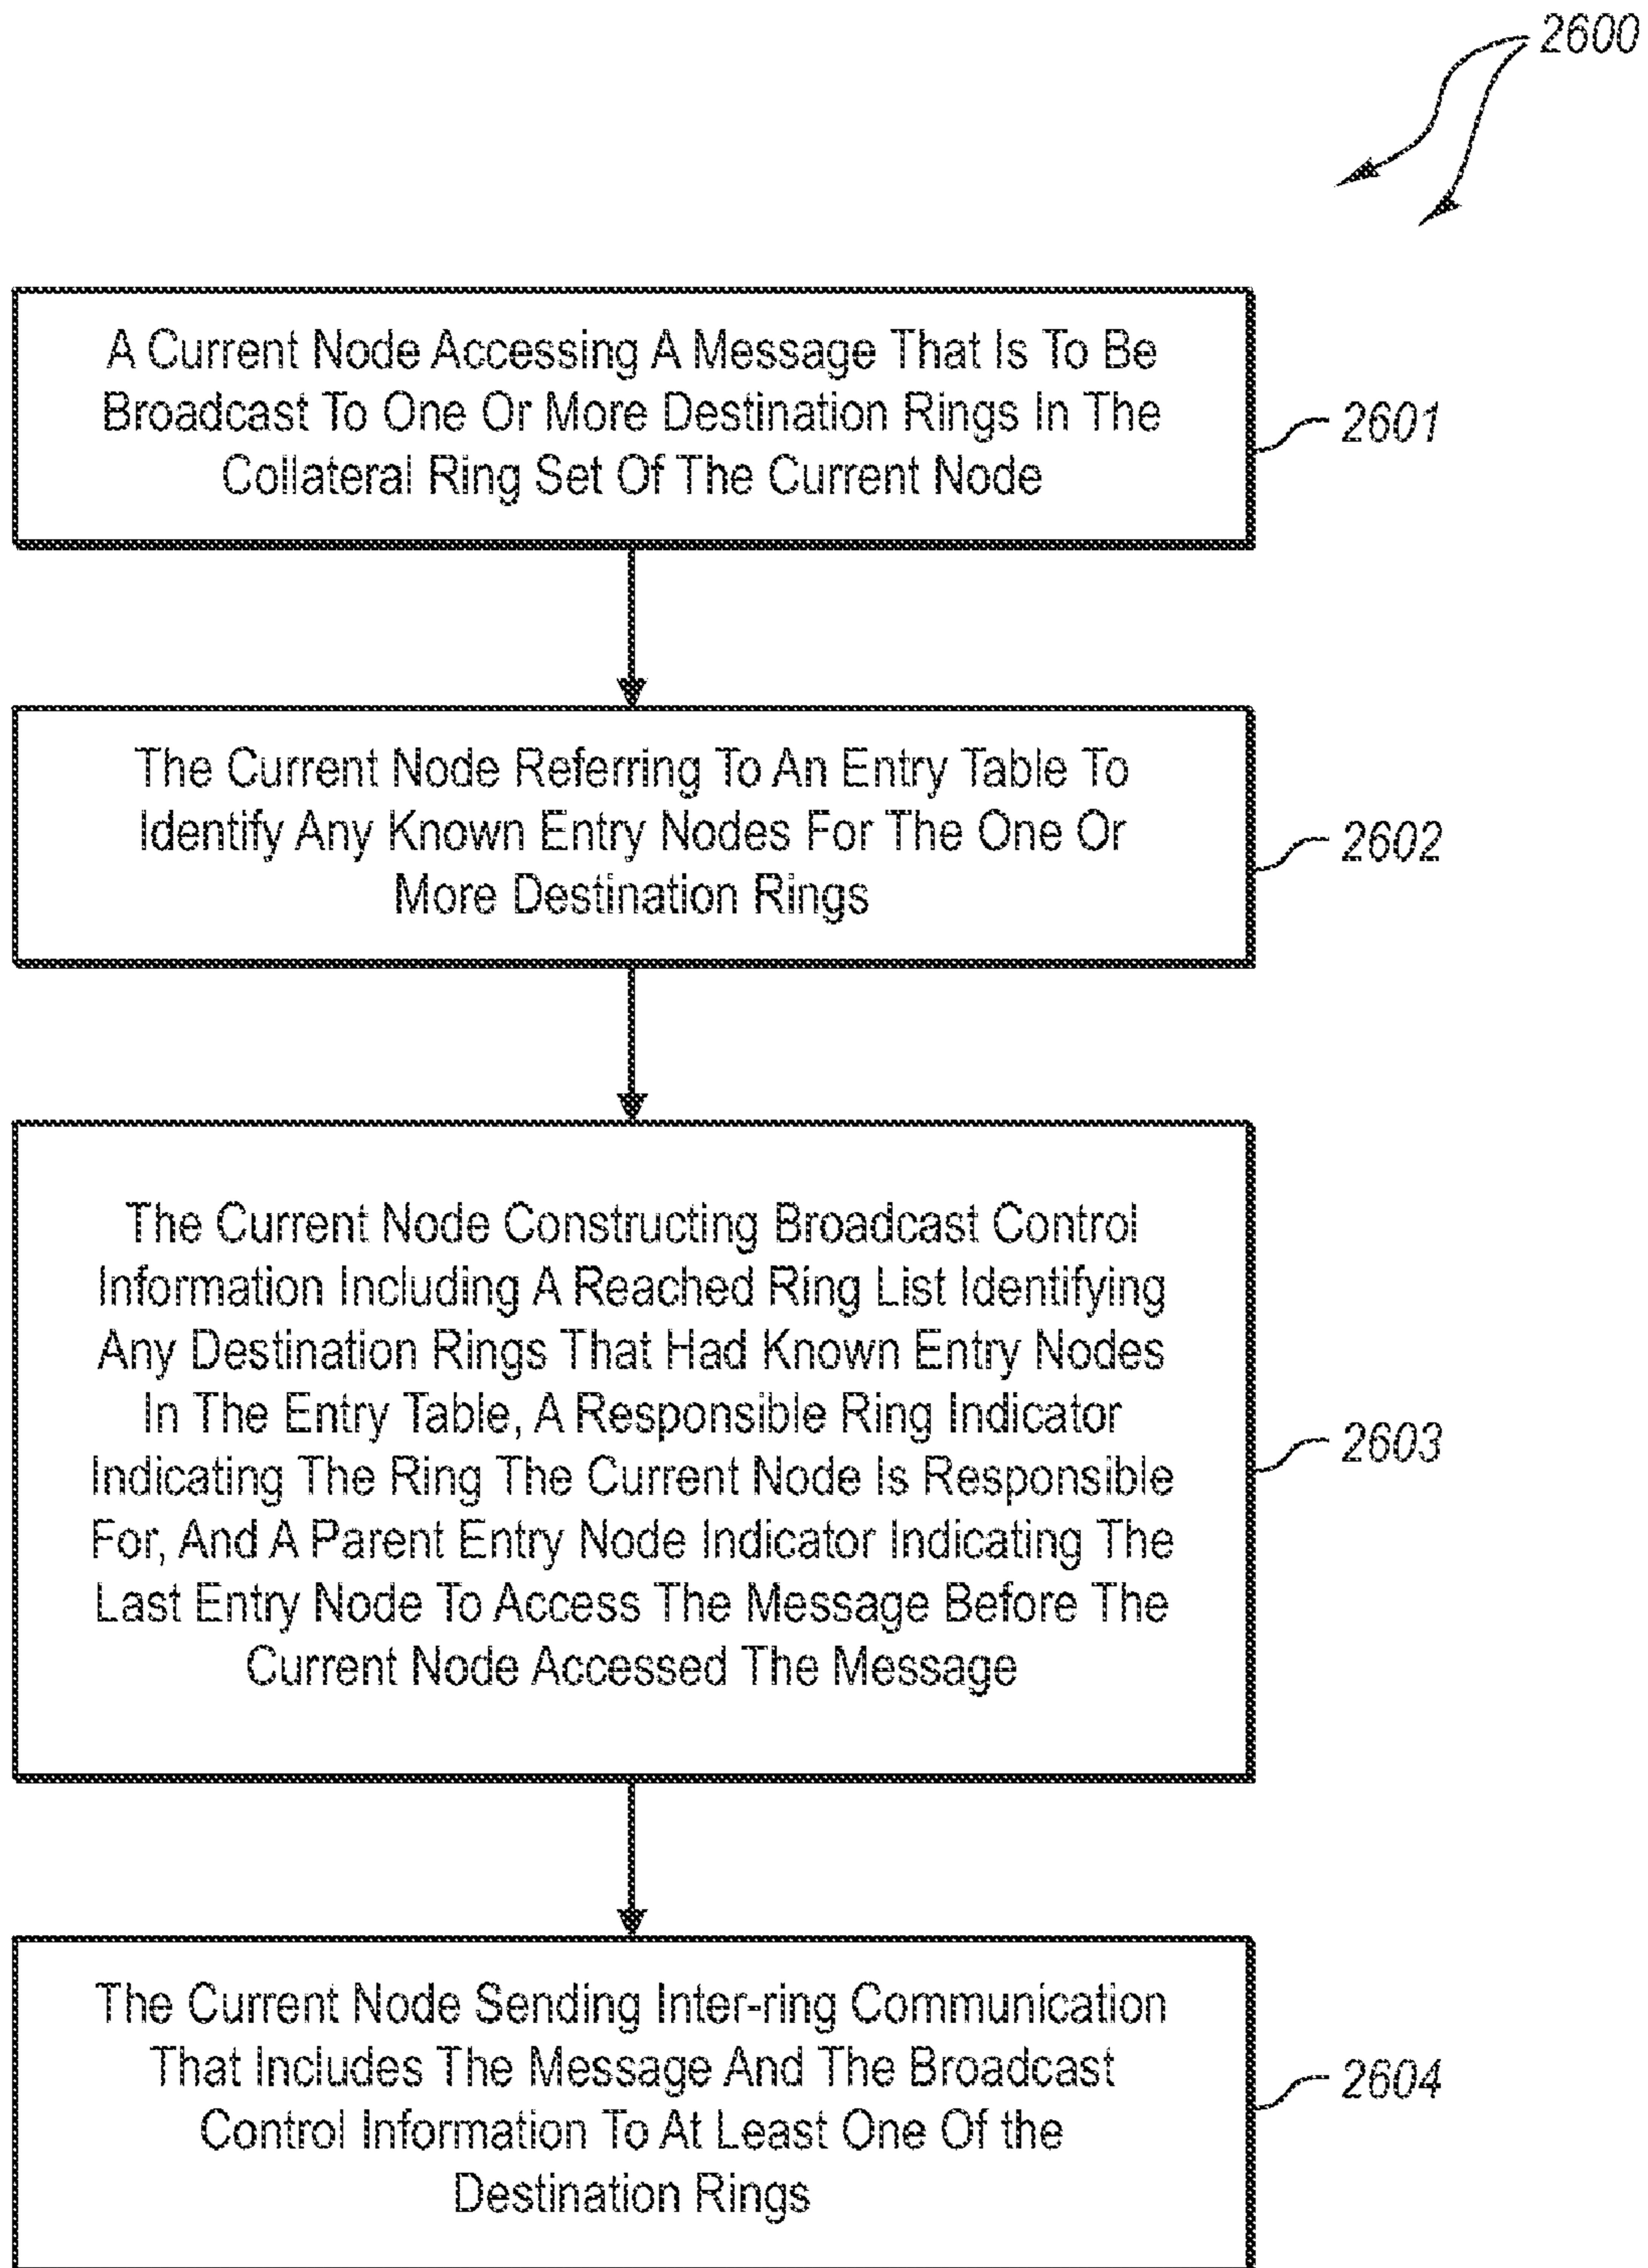 2600
A Current Node Accessing A Message That Is To Be
Broadcast To One Or More Destination Rings In The
Collateral Ring Set Of The Current Node
2601
The Current Node Referring To An Entry Table To
Identify Any Known Entry Nodes For The One Or
More Destination Rings
2602
The Current Node Constructing Broadcast Control
Information Including A Reached Ring List Identifying
Any Destination Rings That Had Known Entry Nodes
In The Entry Table, A Responsible Ring Indicator
Indicating The Ring The Current Node Is Responsible
For, And A Parent Entry Node Indicator Indicating The
Last Entry Node To Access The Message Before The
Current Node Accessed The Message
2603
The Current Node Sending Inter-ring Communication
That Includes The Message And The Broadcast
Control Information To At Least One Of the
Destination Rings
2604